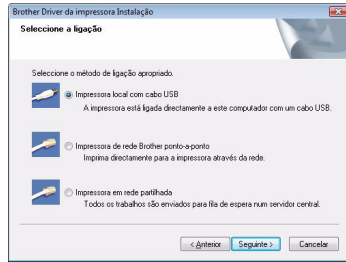 Brother Driver da impressora Instalação
Seleccione a ligação
Seleccione o método de ligação apropriado.
Impressora local com cabo USB
A impressora está ligada directamente a este computador com um cabo USB.
Impressora de rede Brother ponto-a-ponto
Imprima directamente para a impressora através da rede.
Impressora em rede partilhada
Todos os trabalhos são enviados para fila de espera num servidor central.
< Anterior
Seguinte >
Cancelar